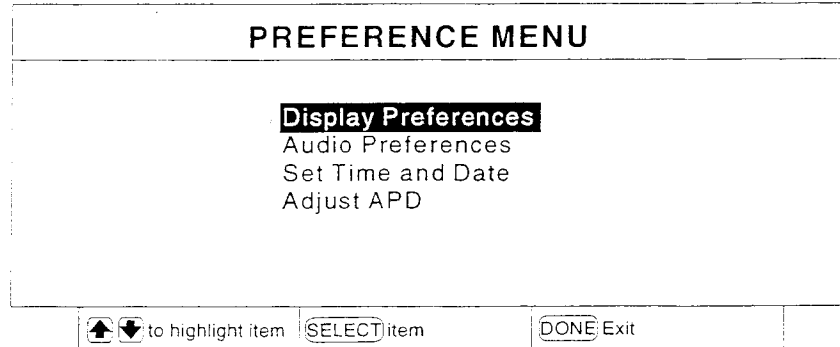 PREFERENCE MENU
Display Preferences
Audio Preferences
Set Time and Date
Adjust APD
to highlight item SELECT item DONE Exit